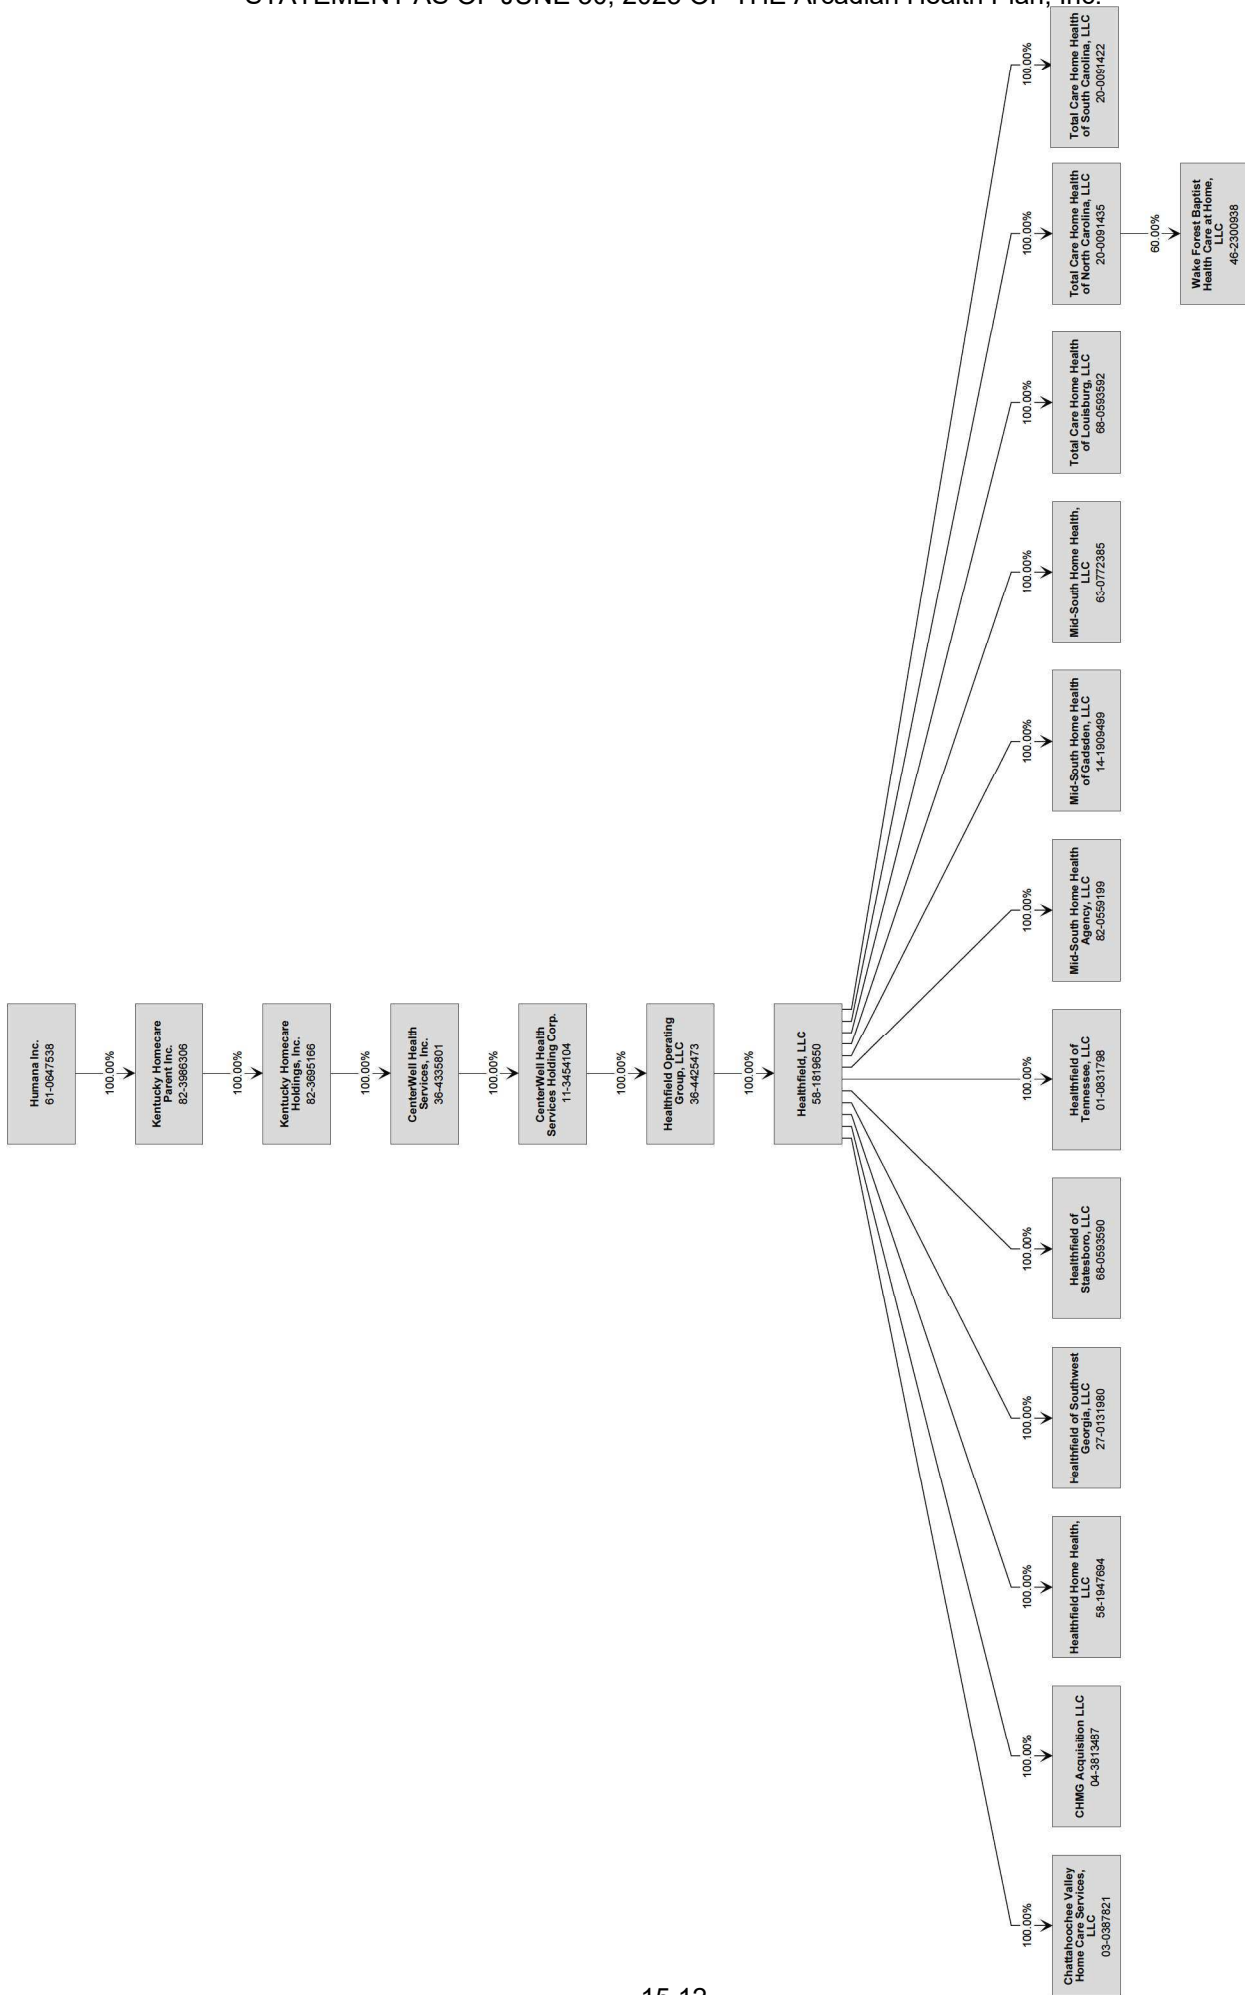 STATEMENT AS OF JUNE 30, OF THE Arcadian Health Plan, Inc.
Humana Inc.
61-0647538
100.00%
Kentucky Homecare
Parent Inc.
82-3986306
100.00%
Kentucky Homecare
Holdings, Inc.
82-3695166
100.00%
CenterWell Health
Services, Inc.
36-4335801
100.00%
CenterWell Health
Services Holding Corp.
11-3454104
100.00%
Healthfield Operating
Group, LLC
36-4425473
100.00%
Healthfield, LLC
58-1819650
100.00%
Chattahoochee Valley
Home Care Services,
LLC
03-0387821
100.00%
CHMG Acquisition LLC
04-3813487
100.00%
Healthfield Home Health,
LLC
58-1947694
100.00%
Healthfield of Southwest
Georgia, LLC
27-0131980
100.00%
Healthfield of
Statesboro, LLC
68-0593590
100.00%
Healthfield of
Tennessee, LLC
01-0831798
100.00%
Mid-South Home Health
Agency, LLC
82-0559199
100.00%
Mid-South Home Health
of Gadsden, LLC
14-1909499
100.00%
Mid-South Home Health,
LLC
63-0772385
100.00%
Total Care Home Health
of Louisburg, LLC
68-0593592
100.00%
Total Care Home Health
of North Carolina, LLC
20-0091435
100.00%
Total Care Home Health
of South Carolina, LLC
20-0091422
60.00%
Wake Forest Baptist
Health Care at Home,
LLC
46-2300938
15.12